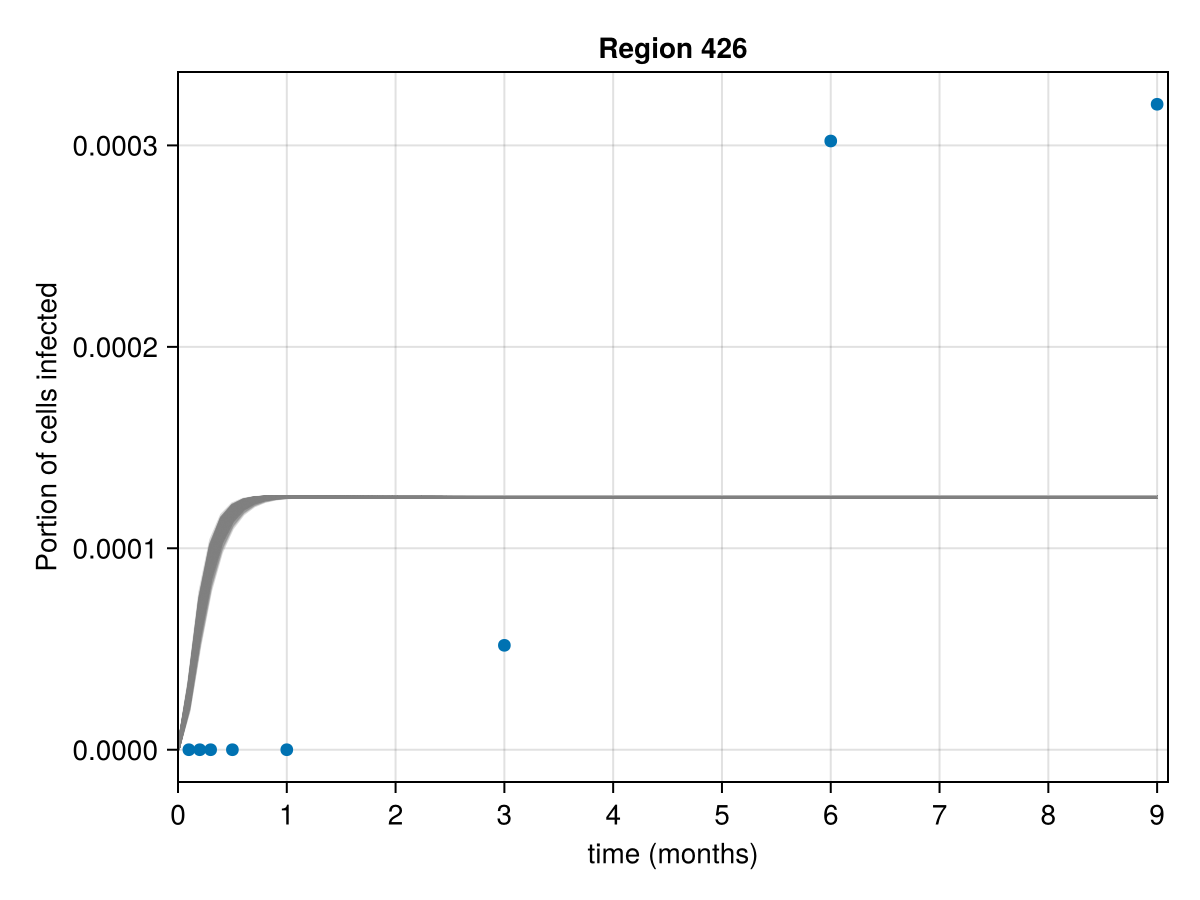 Region 426
Portion of cells infected
0.0003
0.0002
0.0001
0.0000
0 1 2 3 4 5 6 7 8 9
time (months)